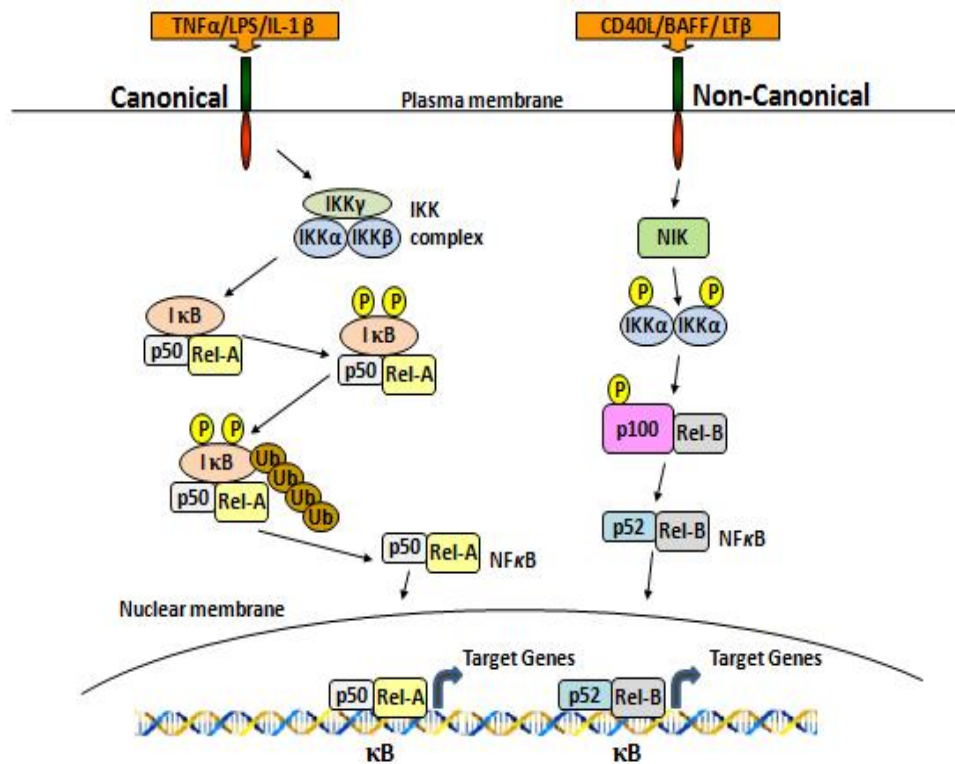 TNFα/LPS/IL-1 β
CD40L/BAFF/ LTβ
Canonical
Plasma membrane
Non-Canonical
IKKγ
IKKα
IKKβ
IKK
complex
NIK
P
P
IKKα
IKKα
IκB
p50
Rel-A
P
P
IκB
p50
Rel-A
P
p100
Rel-B
P
P
IκB
p50
Rel-A
Ub
Ub
Ub
Ub
p50
Rel-A
NFκB
p52
Rel-B
NFκB
Nuclear membrane
Target Genes
Target Genes
p50
Rel-A
p52
Rel-B
κB
κB